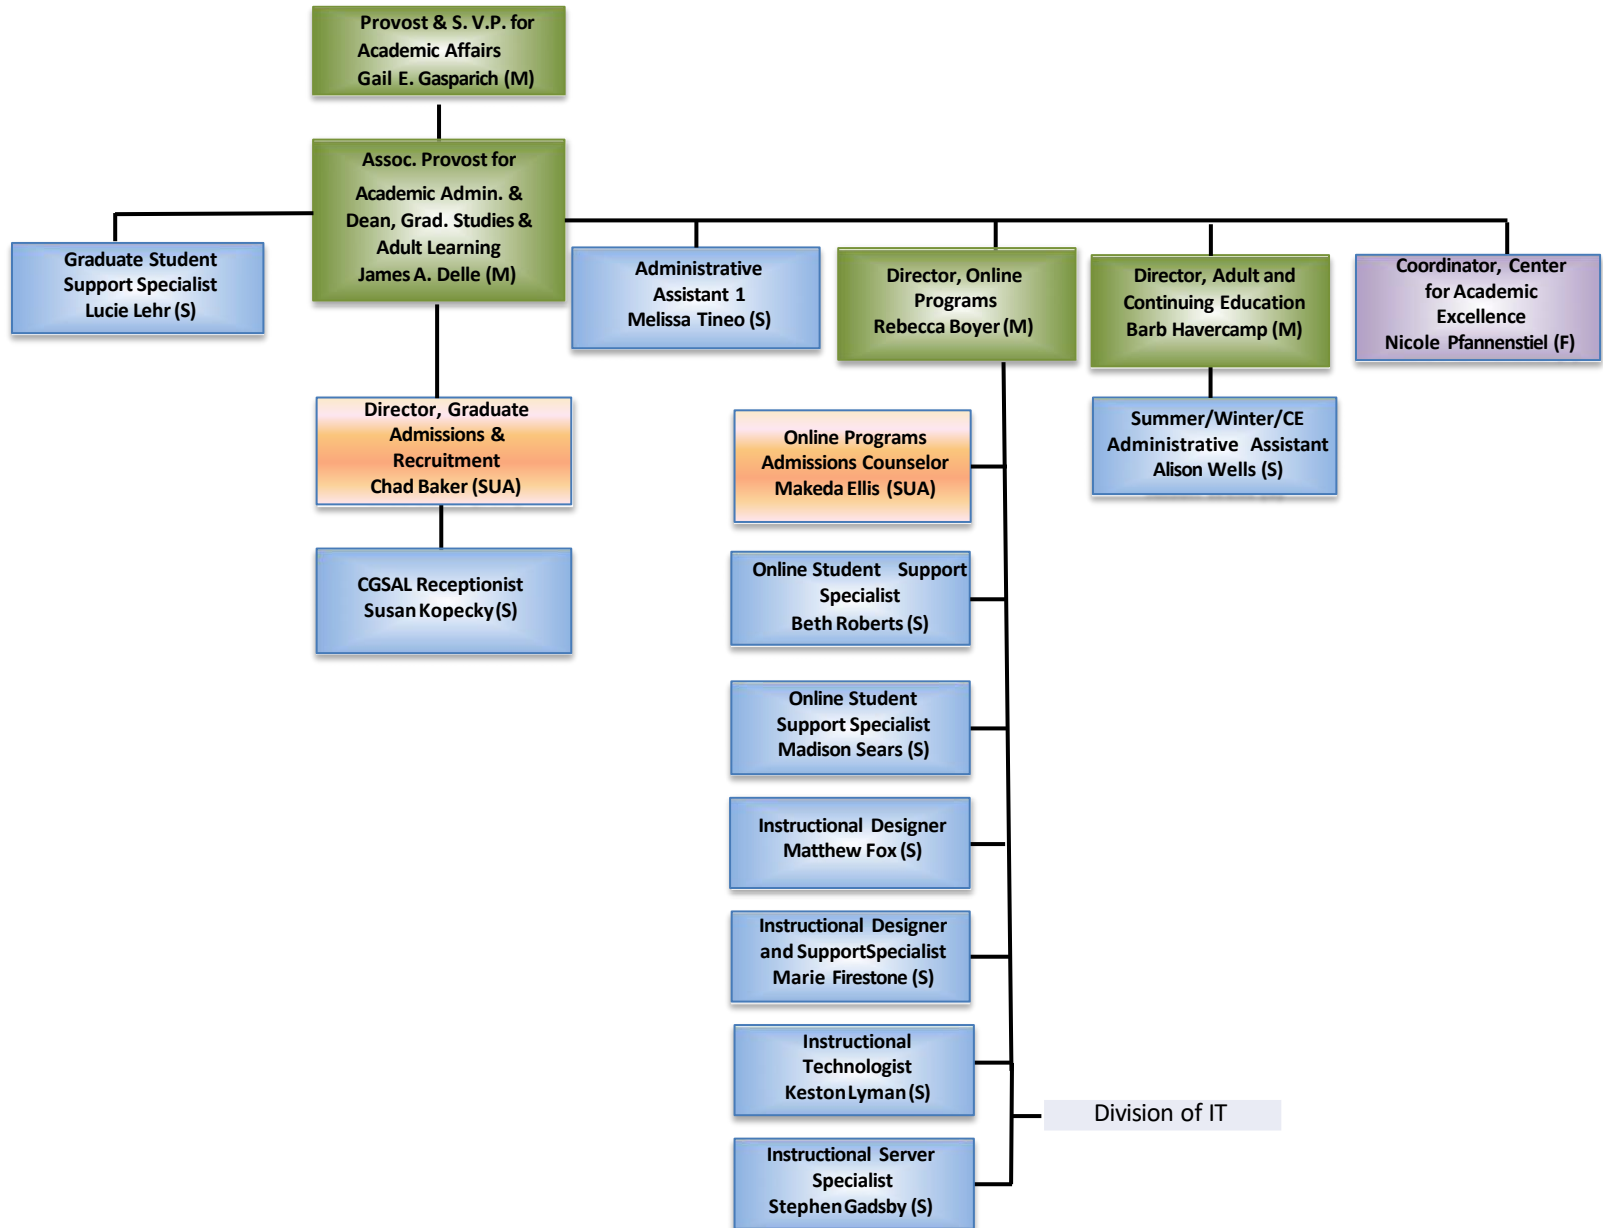 Provost & S. V.P. for
Academic Affairs
Gail E. Gasparich (M)
Assoc. Provost for
Academic Admin. &
Dean, Grad. Studies &
Adult Learning
James A. Delle (M)
Graduate Student
Support Specialist
Lucie Lehr (S)
Administrative
Assistant 1
Melissa Tineo (S)
Director, Online
Programs
Rebecca Boyer (M)
Director, Adult and
Continuing Education
Barb Havercamp (M)
Coordinator, Center
for Academic
Excellence
Nicole Pfannenstiel (F)
Director, Graduate
Admissions &
Recruitment
Chad Baker (SUA)
CGSAL Receptionist
Susan Kopecky (S)
Online Programs
Admissions Counselor
Makeda Ellis (SUA)
Summer/Winter/CE
Administrative Assistant
Alison Wells (S)
Online Student Support
Specialist
Beth Roberts (S)
Online Student
Support Specialist
Madison Sears (S)
Instructional Designer
Matthew Fox (S)
Instructional Designer
and SupportSpecialist
Marie Firestone (S)
Instructional
Technologist
Keston Lyman (S)
Division of IT
Instructional Server
Specialist
Stephen Gadsby (S)